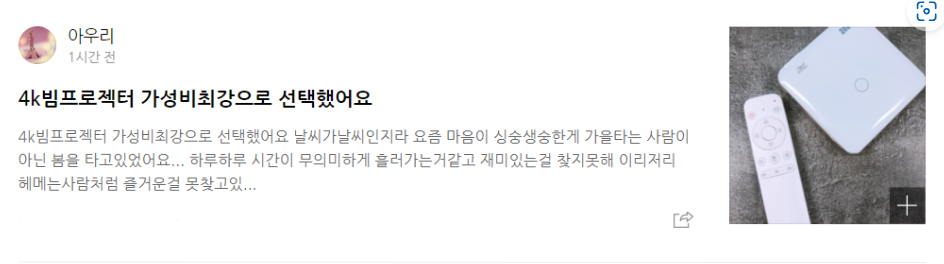 아우리
1시간 전
4k빔프로젝터 가성비최강으로 선택했어요
4k빔프로젝터 가성비최강으로 선택했어요 날씨가날씨인지라 요즘 마음이 싱숭생숭한게 가을타는 사람이
아닌 봄을 타고있었어요... 하루하루 시간이 무의미하게 흘러가는거같고 재미있는걸 찾지못해 이리저리
헤메는사람처럼 즐거운걸 못찾고있...